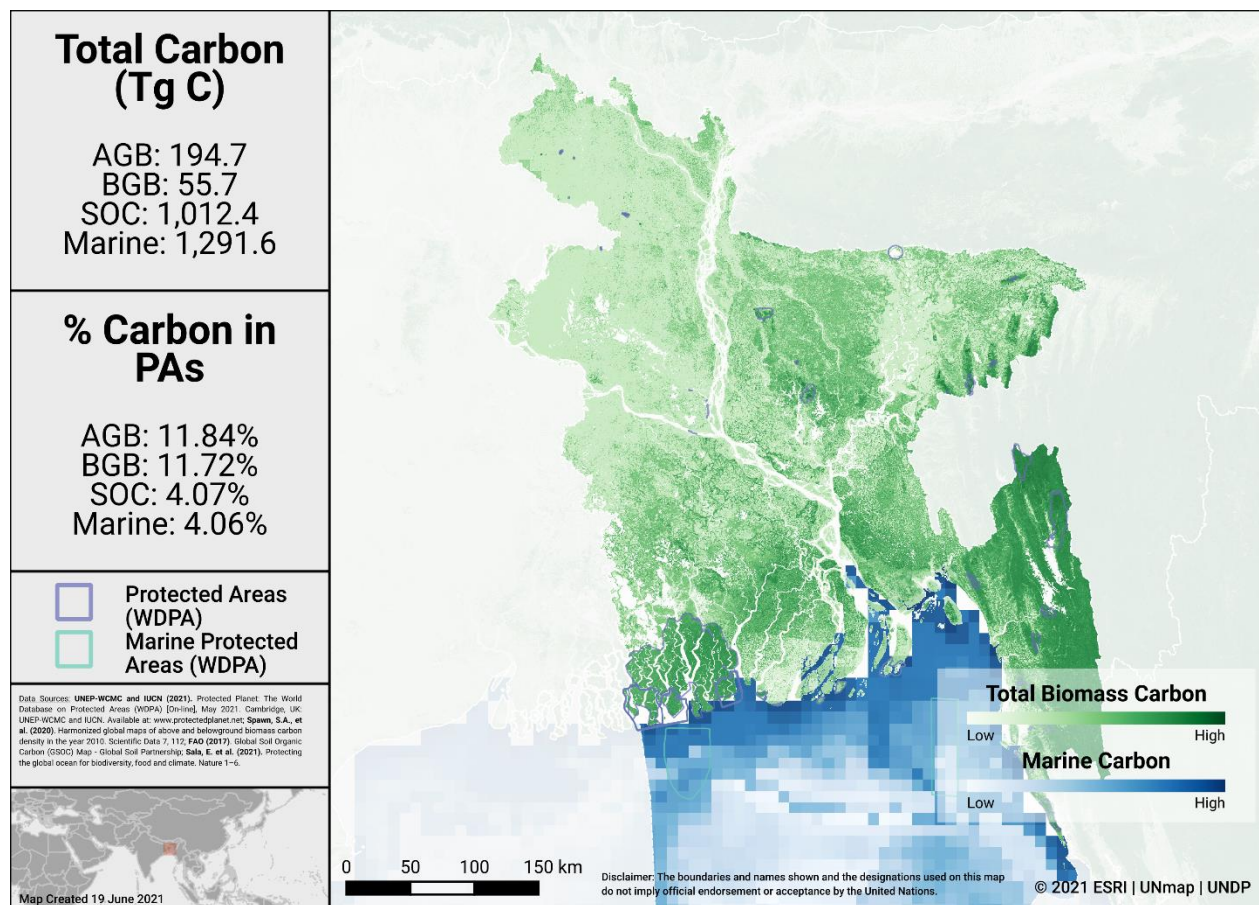 Total Carbon
(Tg C)
AGB: 194.7
BGB: 55.7
SOC: 1,012.4
Marine: 1,291.6
% Carbon in
PAs
AGB: 11.84%
BGB: 11.72%
SOC: 4.07%
Marine: 4.06%
Protected Areas
(WDPA)
Marine Protected
Areas (WDPA)
Data Sources: UNEP-WCMC and IUCN (2021). Protected Planet: The World
Database on Protected Areas (WDPA) [On-line], May 2021. Cambridge, UK:
UNEP-WCMC and IUCN. Available at: www.protectedplanet.net; Spawn, S.A., et
al. (2020). Harmonized global maps of above and belowground biomass carbon
density in the year 2010. Scientific Data 7, 112; FAO (2017). Global Soil Organic
Carbon (GSOC) Map - Global Soil Partnership; Sala, E. et al. (2021). Protecting
the global ocean for biodiversity, food and climate. Nature 1–6.
Map Created 19 June 2021
Total Biomass Carbon
Low High
Marine Carbon
Low High
0 50 100 150 km
Disclaimer: The boundaries and names shown and the designations used on this map
do not imply official endorsement or acceptance by the United Nations.
© 2021 ESRI | UNmap | UNDP